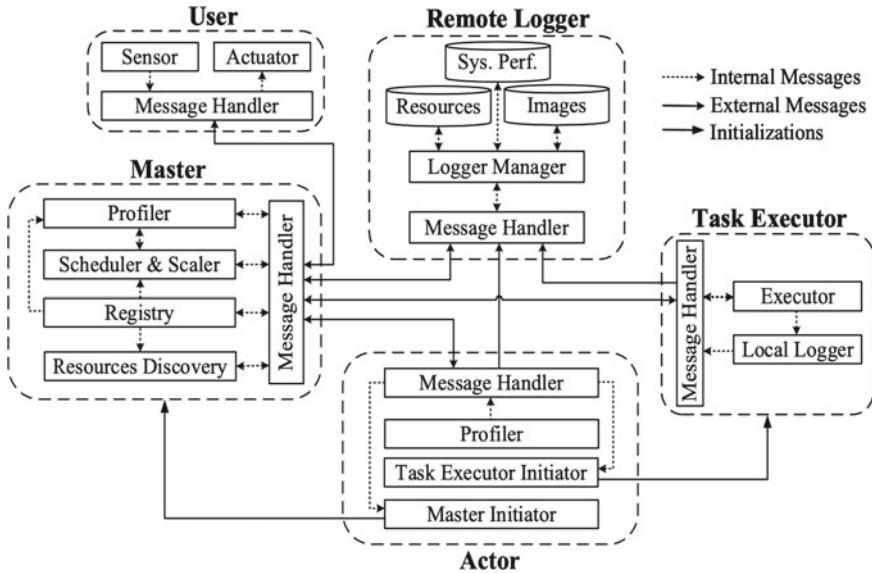 User
Sensor
Actuator
Message Handler
Remote Logger
Sys. Perf.
Resources
Images
Logger Manager
Message Handler
Internal Messages
External Messages
Initializations
Master
Profiler
Scheduler & Scaler
Registry
Resources Discovery
Message Handler
Task Executor
Message Handler
Executor
Local Logger
Message Handler
Profiler
Task Executor Initiator
Master Initiator
Actor